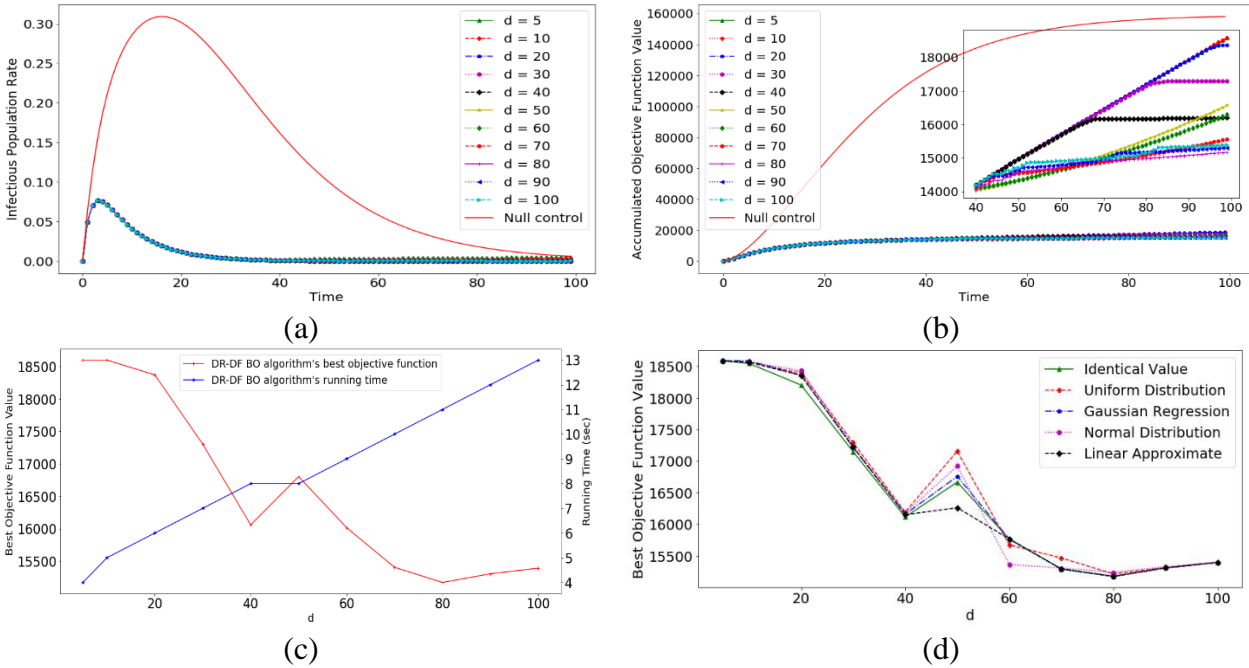 Infectious Population Rate
0.30
0.25
0.20
0.15
0.10
0.05
0.00
0
20
40
60
80
100
Time
d = 5
d = 10
d = 20
d = 30
d = 40
d = 50
d = 60
d = 70
d = 80
d = 90
d = 100
Null control
(a)
Accumulated Objective Function Value
160000
140000
120000
100000
80000
60000
40000
20000
0
0
20
40
60
80
100
Time
d = 5
d = 10
d = 20
d = 30
d = 40
d = 50
d = 60
d = 70
d = 80
d = 90
d = 100
Null control
18000
17000
16000
15000
14000
40
50
60
70
80
90
100
(b)
Best Objective Function Value
18500
18000
17500
17000
16500
16000
15500
20
40
60
80
100
d
DR-DF BO algorithm's best objective function
DR-DF BO algorithm's running time
13
12
11
10
9
8
7
6
5
4
Running Time (sec)
(c)
Best Objective Function Value
18500
18000
17500
17000
16500
16000
15500
20
40
60
80
100
d
Identical Value
Uniform Distribution
Gaussian Regression
Normal Distribution
Linear Approximate
(d)